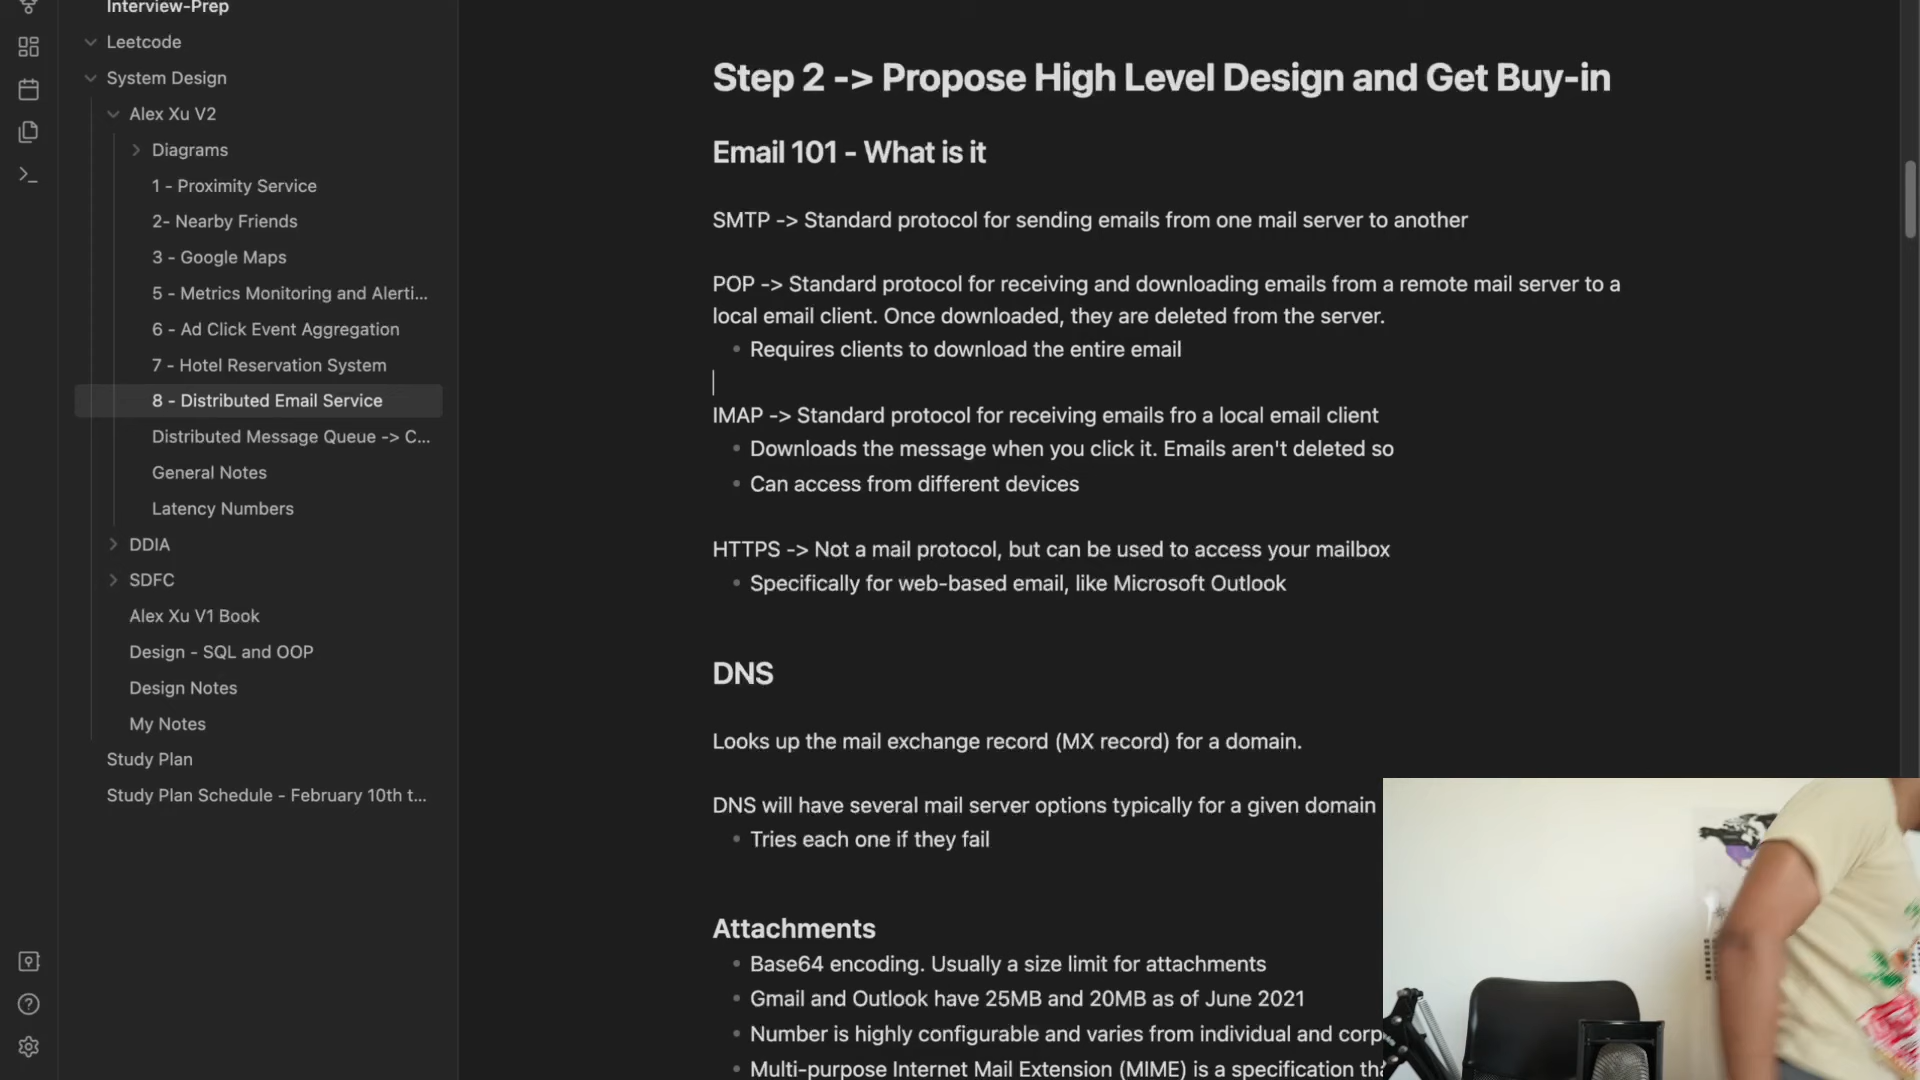 Interview-Prep
Leetcode
System Design
Alex Xu V2
Diagrams
1 - Proximity Service
2- Nearby Friends
3 - Google Maps
5 - Metrics Monitoring and Alerti...
6 - Ad Click Event Aggregation
7 - Hotel Reservation System
8 - Distributed Email Service
Distributed Message Queue -> C...
General Notes
Latency Numbers
DDIA
SDFC
Alex Xu V1 Book
Design - SQL and OOP
Design Notes
My Notes
Study Plan
Study Plan Schedule - February 10th t...
Step 2 -> Propose High Level Design and Get Buy-in
Email 101 - What is it
SMTP -> Standard protocol for sending emails from one mail server to another
POP -> Standard protocol for receiving and downloading emails from a remote mail server to a
local email client. Once downloaded, they are deleted from the server.
Requires clients to download the entire email
IMAP -> Standard protocol for receiving emails fro a local email client
Downloads the message when you click it. Emails aren't deleted so
Can access from different devices
HTTPS -> Not a mail protocol, but can be used to access your mailbox
Specifically for web-based email, like Microsoft Outlook
DNS
Looks up the mail exchange record (MX record) for a domain.
DNS will have several mail server options typically for a given domain
Tries each one if they fail
Attachments
Base64 encoding. Usually a size limit for attachments
Gmail and Outlook have 25MB and 20MB as of June 2021
Number is highly configurable and varies from individual and corp
Multi-purpose Internet Mail Extension (MIME) is a specification